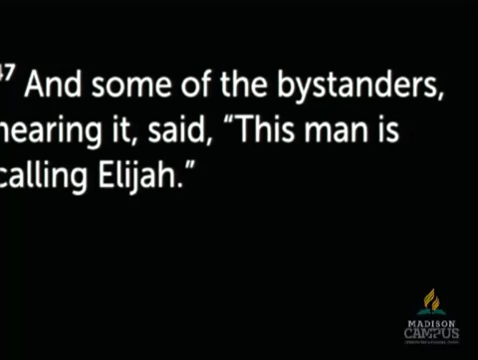 47 And some of the bystanders,
hearing it, said, “This man is
calling Elijah.”
MADISON
CAMPUS